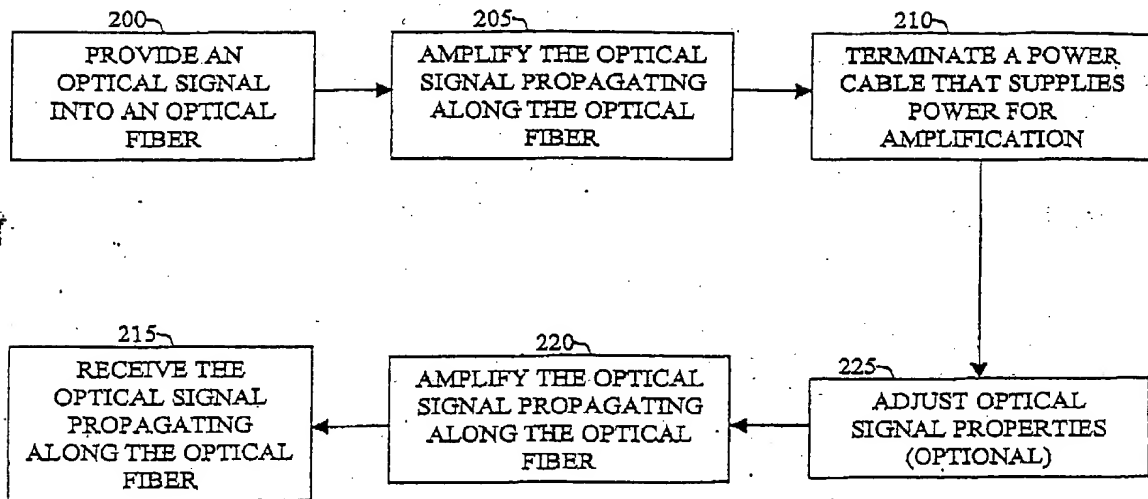 200
PROVIDE AN
OPTICAL SIGNAL
INTO AN OPTICAL
FIBER
205
AMPLIFY THE OPTICAL
SIGNAL PROPAGATING
ALONG THE OPTICAL
FIBER
210
TERMINATE A POWER
CABLE THAT SUPPLIES
POWER FOR
AMPLIFICATION
215
RECEIVE THE
OPTICAL SIGNAL
PROPAGATING
ALONG THE OPTICAL
FIBER
220
AMPLIFY THE OPTICAL
SIGNAL PROPAGATING
ALONG THE OPTICAL
FIBER
225
ADJUST OPTICAL
SIGNAL PROPERTIES
(OPTIONAL)